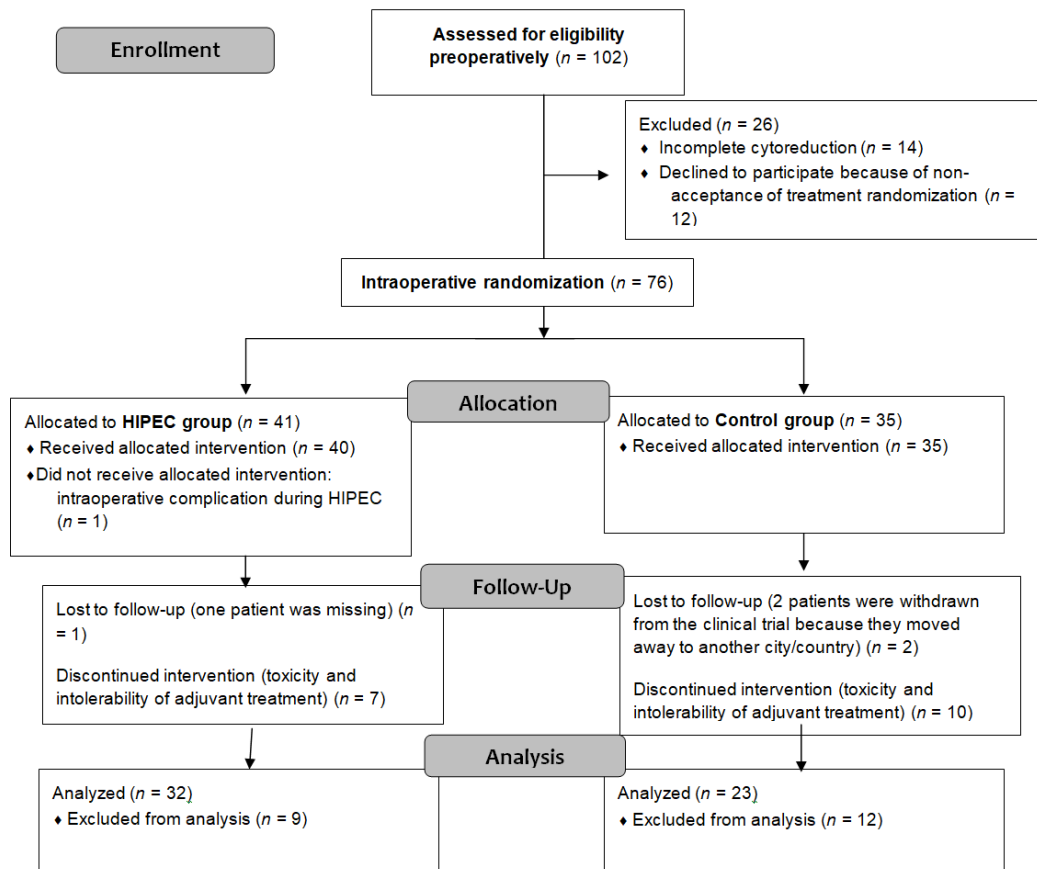 Enrollment
Assessed for eligibility
preoperatively (n = 102)
Excluded (n = 26)
♦ Incomplete cytoreduction (n = 14)
♦ Declined to participate because of non-
acceptance of treatment randomization (n =
12)
Intraoperative randomization (n = 76)
Allocation
Allocated to HIPEC group (n = 41)
♦ Received allocated intervention (n = 40)
♦Did not receive allocated intervention:
intraoperative complication during HIPEC
(n = 1)
Allocated to Control group (n = 35)
♦ Received allocated intervention (n = 35)
Follow-Up
Lost to follow-up (one patient was missing) (n
= 1)
Discontinued intervention (toxicity and
intolerability of adjuvant treatment) (n = 7)
Lost to follow-up (2 patients were withdrawn
from the clinical trial because they moved
away to another city/country) (n = 2)
Discontinued intervention (toxicity and
intolerability of adjuvant treatment) (n = 10)
Analysis
Analyzed (n = 32)
♦ Excluded from analysis (n = 9)
Analyzed (n = 23)
♦ Excluded from analysis (n = 12)